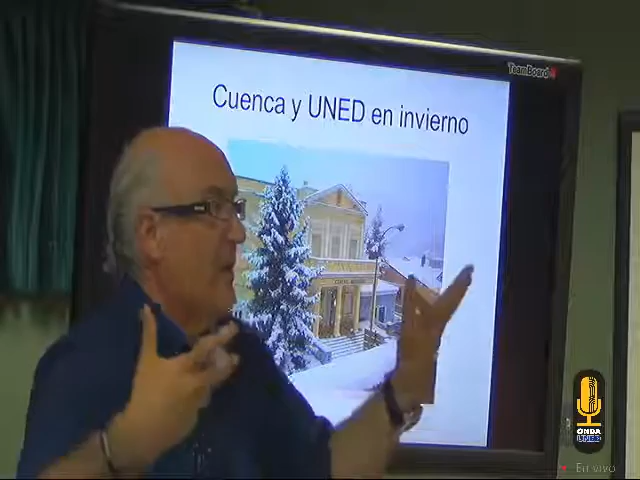 TeamBoard
Cuenca y UNED en invierno
ONDA
UNED
En vivo